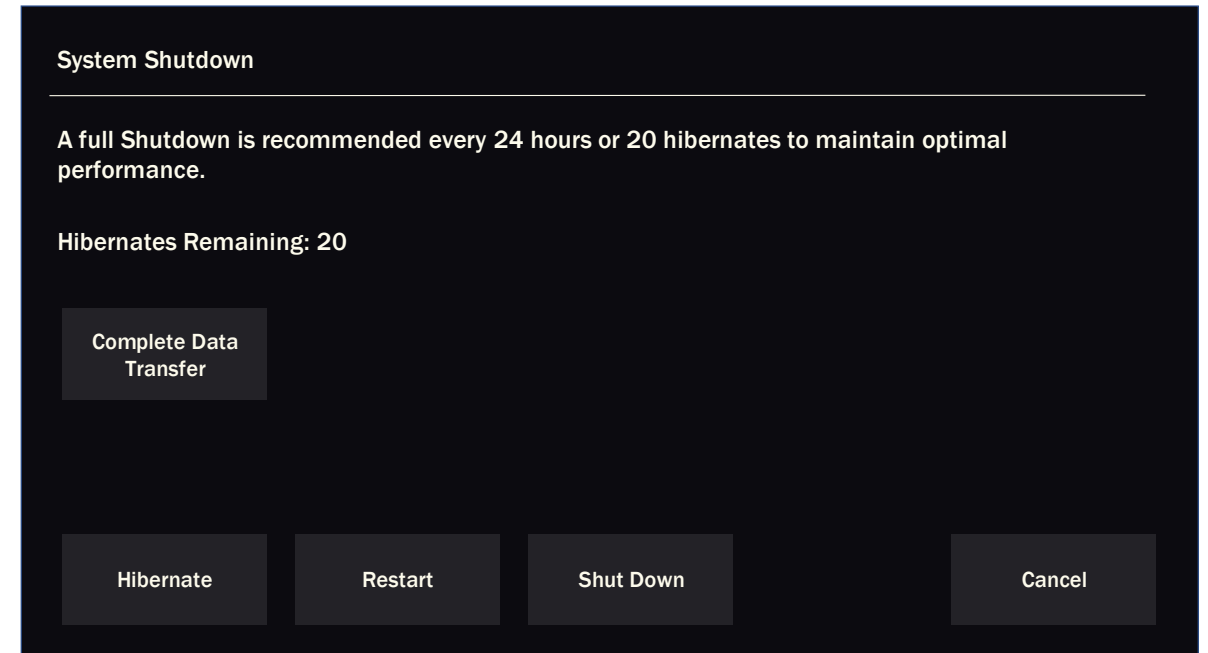 System Shutdown
A full Shutdown is recommended every 24 hours or 20 hibernates to maintain optimal
performance.
Hibernates Remaining: 20
Complete Data
Transfer
Hibernate
Restart
Shut Down
Cancel